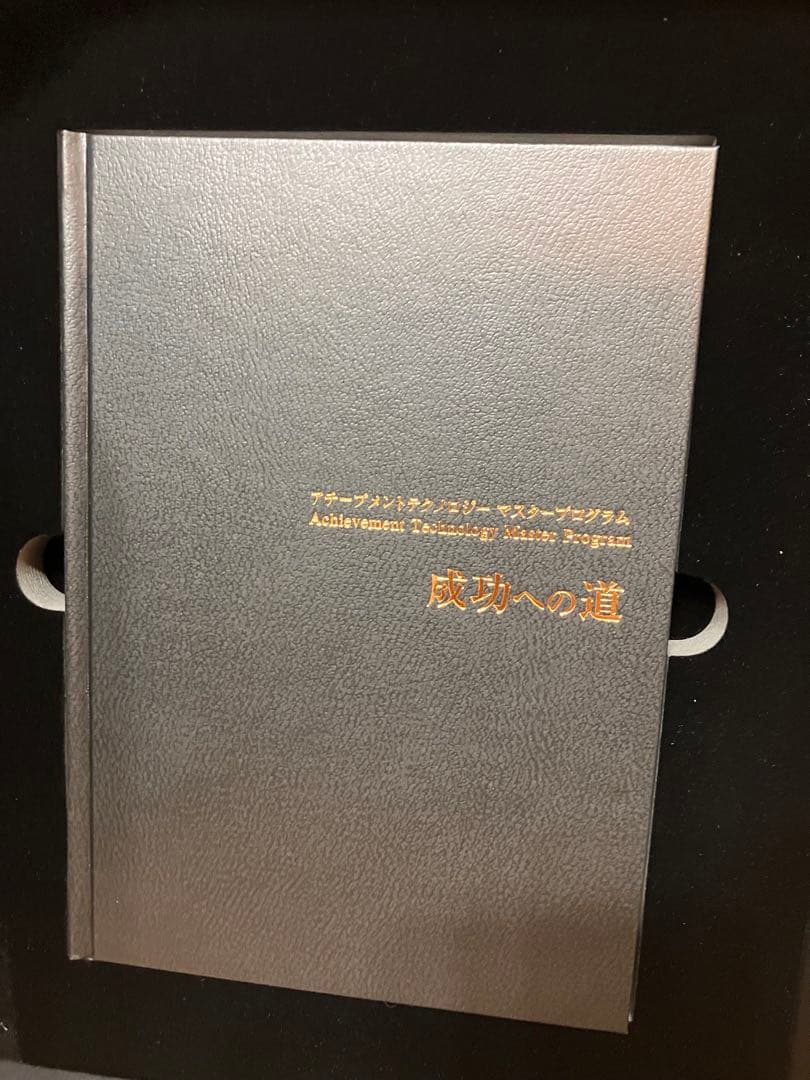 アチーブメントテクノロジー マスタープログラム
Achievement Technology Master Program
成功への道